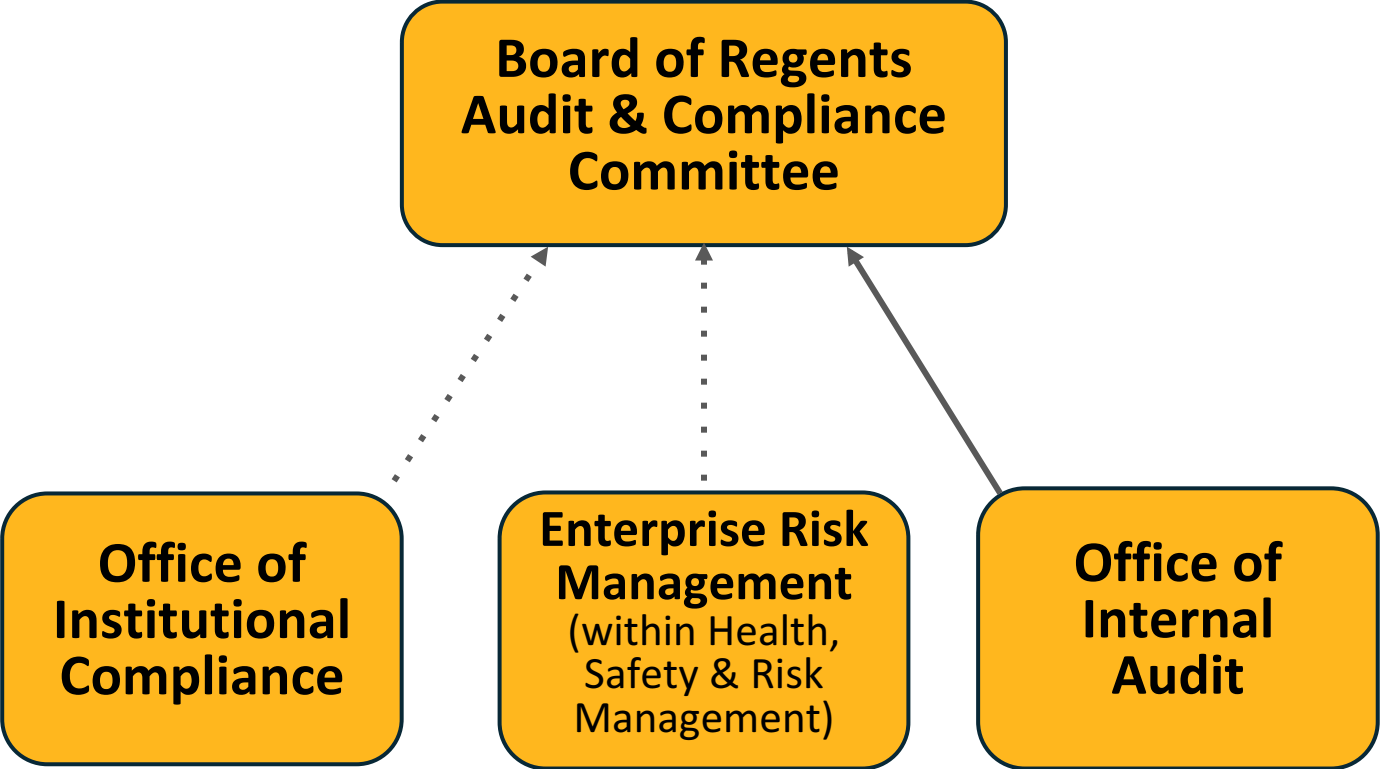 Board of Regents
Audit & Compliance
Committee
Office of
Institutional
Compliance
Enterprise Risk
Management
(within Health,
Safety & Risk
Management)
Office of
Internal
Audit